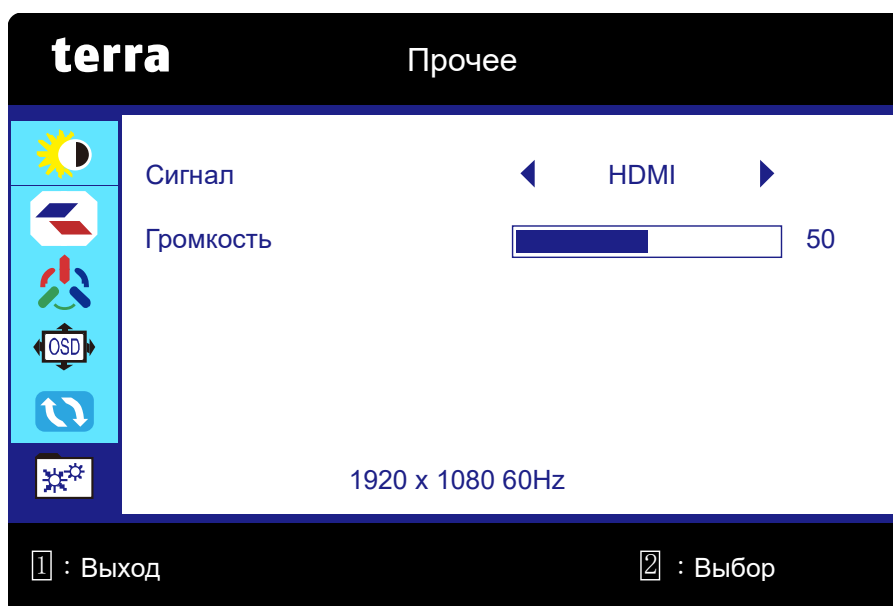 terra Прочее
Сигнал HDMI
Громкость 50
OSD
1920 x 1080 60Hz
1 : Выход 2 : Выбор